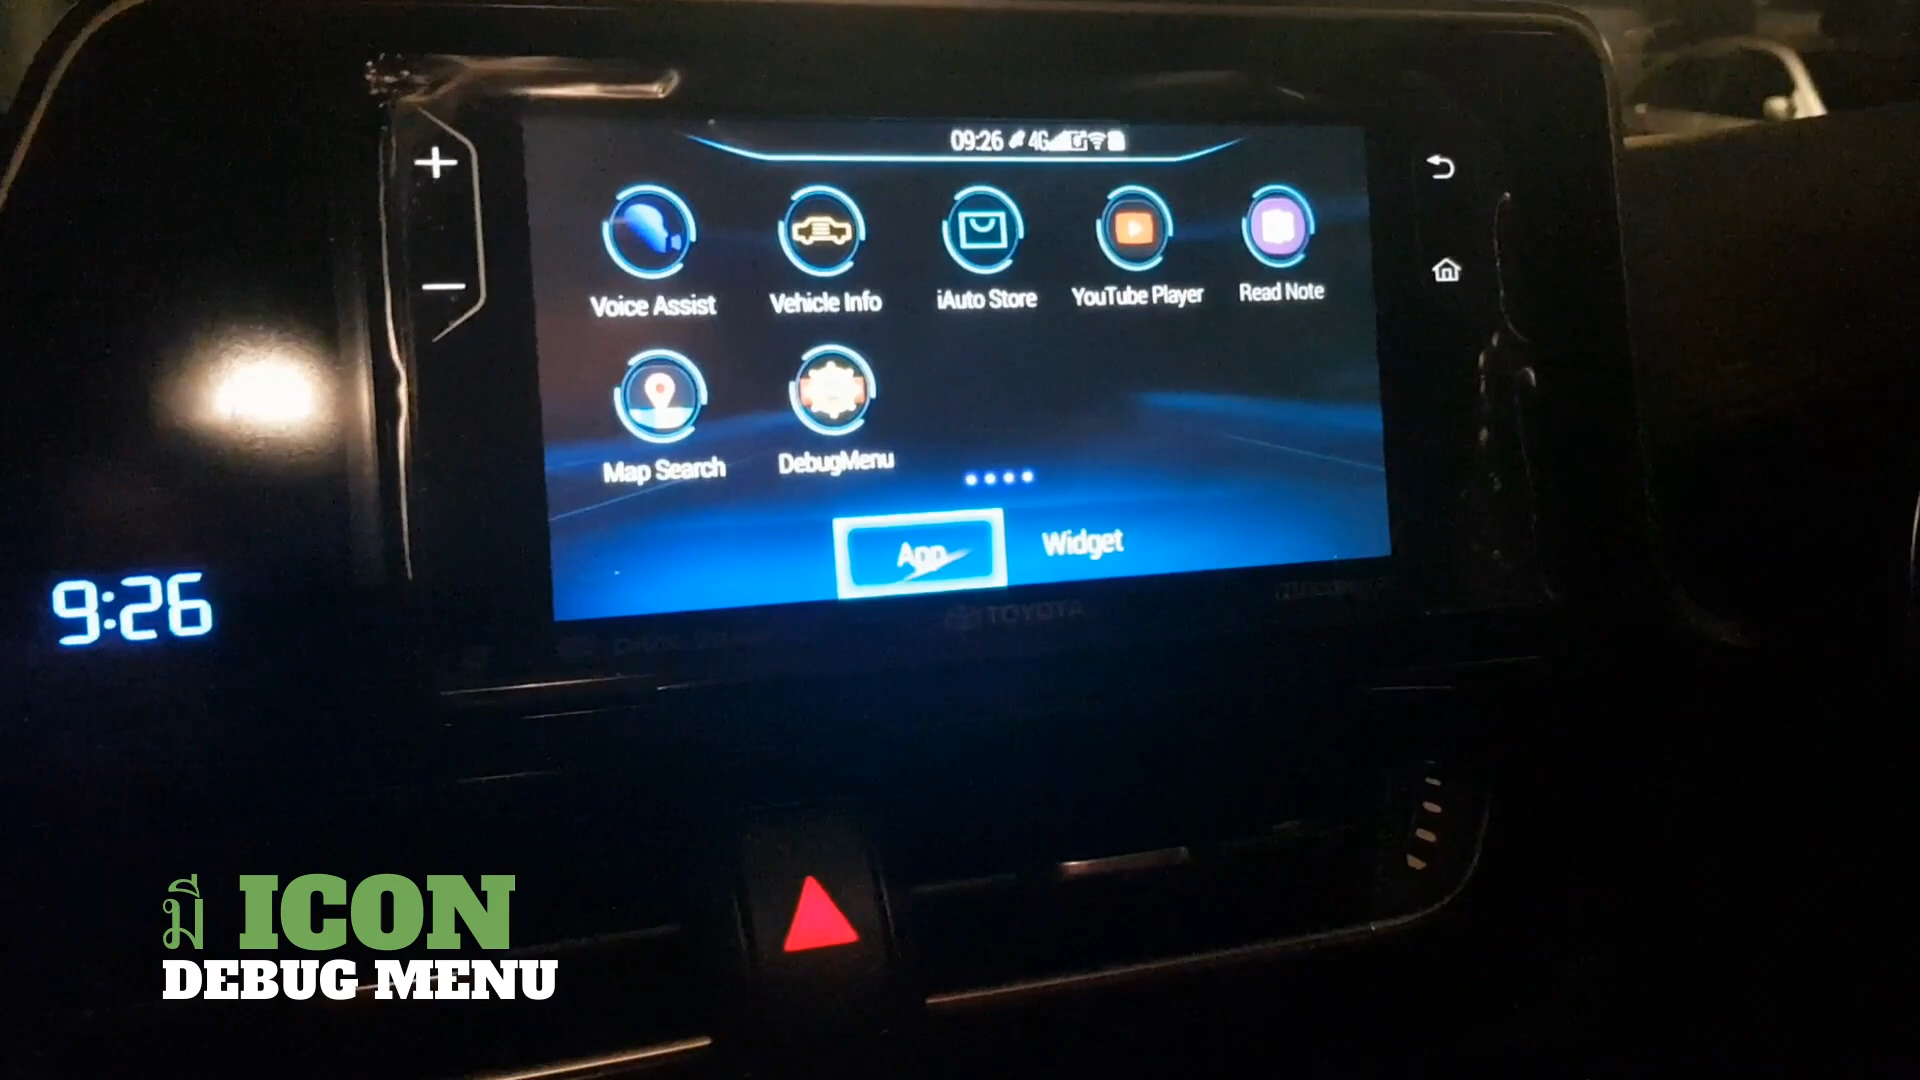 09:26 4G
Voice Assist
Vehicle Info
iAuto Store
YouTube Player
Read Note
Map Search
DebugMenu
App
Widget
TOYOTA
9:26
มี ICON
DEBUG MENU